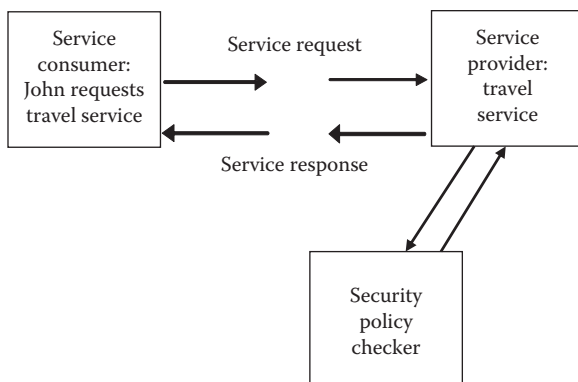 Service
consumer:
John requests
travel service
Service request
Service response
Service
provider:
travel
service
Security
policy
checker